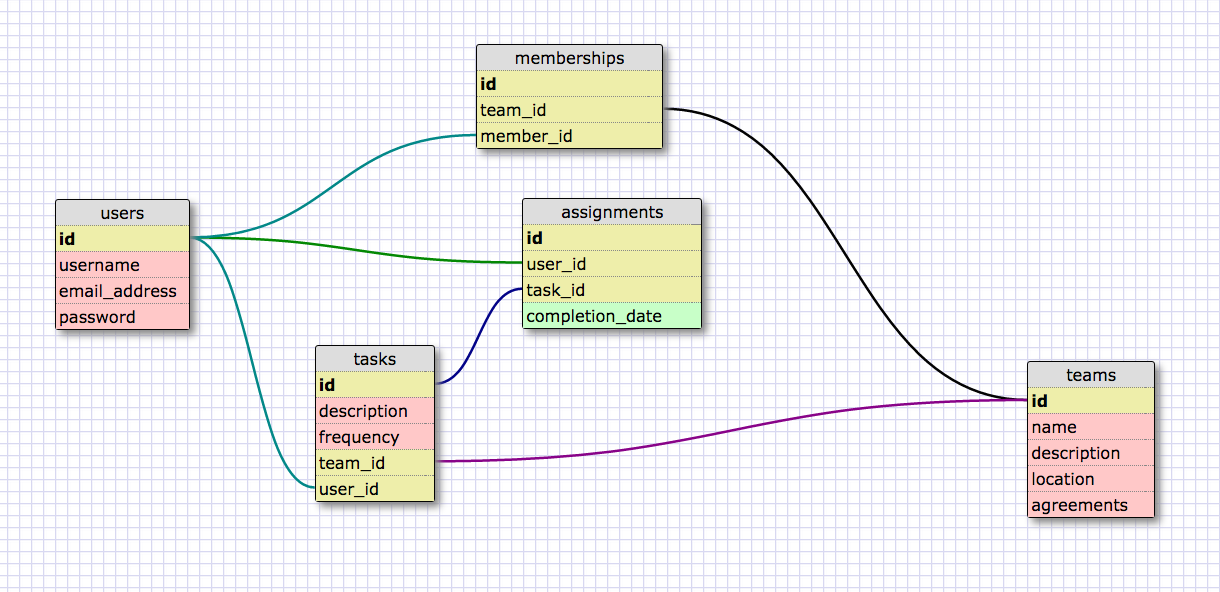 memberships
id
team_id
member_id
users
id
username
email_address
password
assignments
id
user_id
task_id
completion_date
tasks
id
description
frequency
team_id
user_id
teams
id
name
description
location
agreements